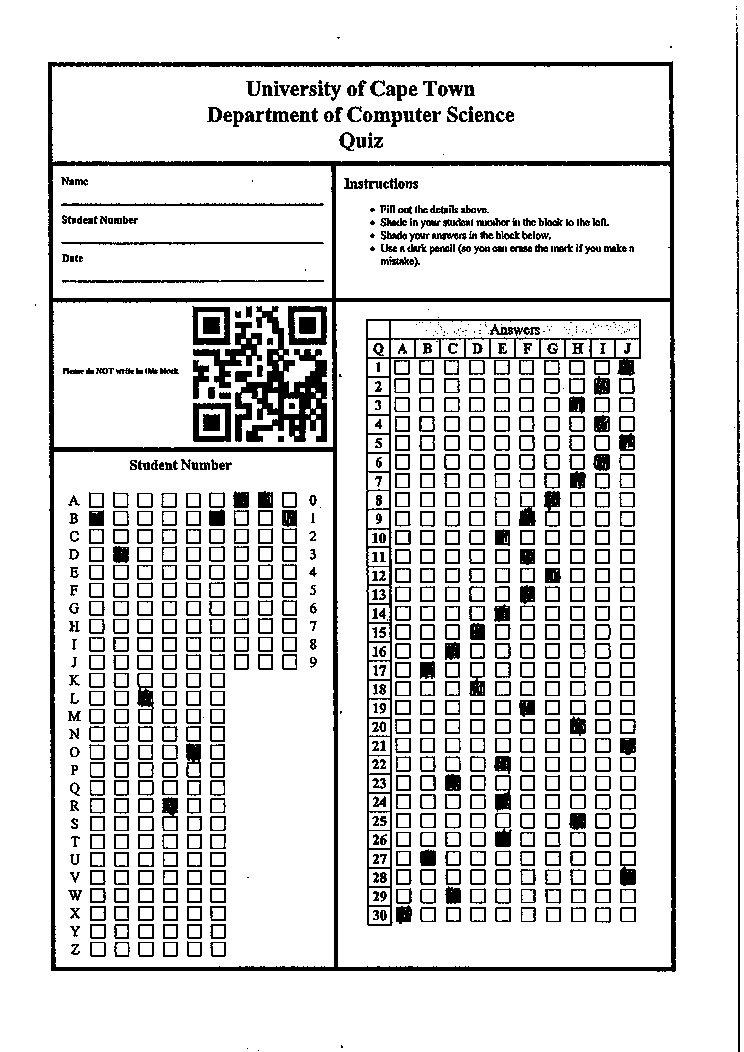 University of Cape Town
Department of Computer Science
Quiz
Name
Student Number
Date
Instructions
• Fill out the details above.
• Shade in your student number in the block to the left.
• Shade your answers in the block below.
• Use a dark pencil (so you can erase the mark if you make a
mistake).
Please do NOT write in this block
Student Number
A 0
B 1
C 2
D 3
E 4
F 5
G 6
H 7
I 8
J 9
K
L
M
N
O
P
Q
R
S
T
U
V
W
X
Y
Z
Answers
Q A B C D E F G H I J
1
2
3
4
5
6
7
8
9
10
11
12
13
14
15
16
17
18
19
20
21
22
23
24
25
26
27
28
29
30